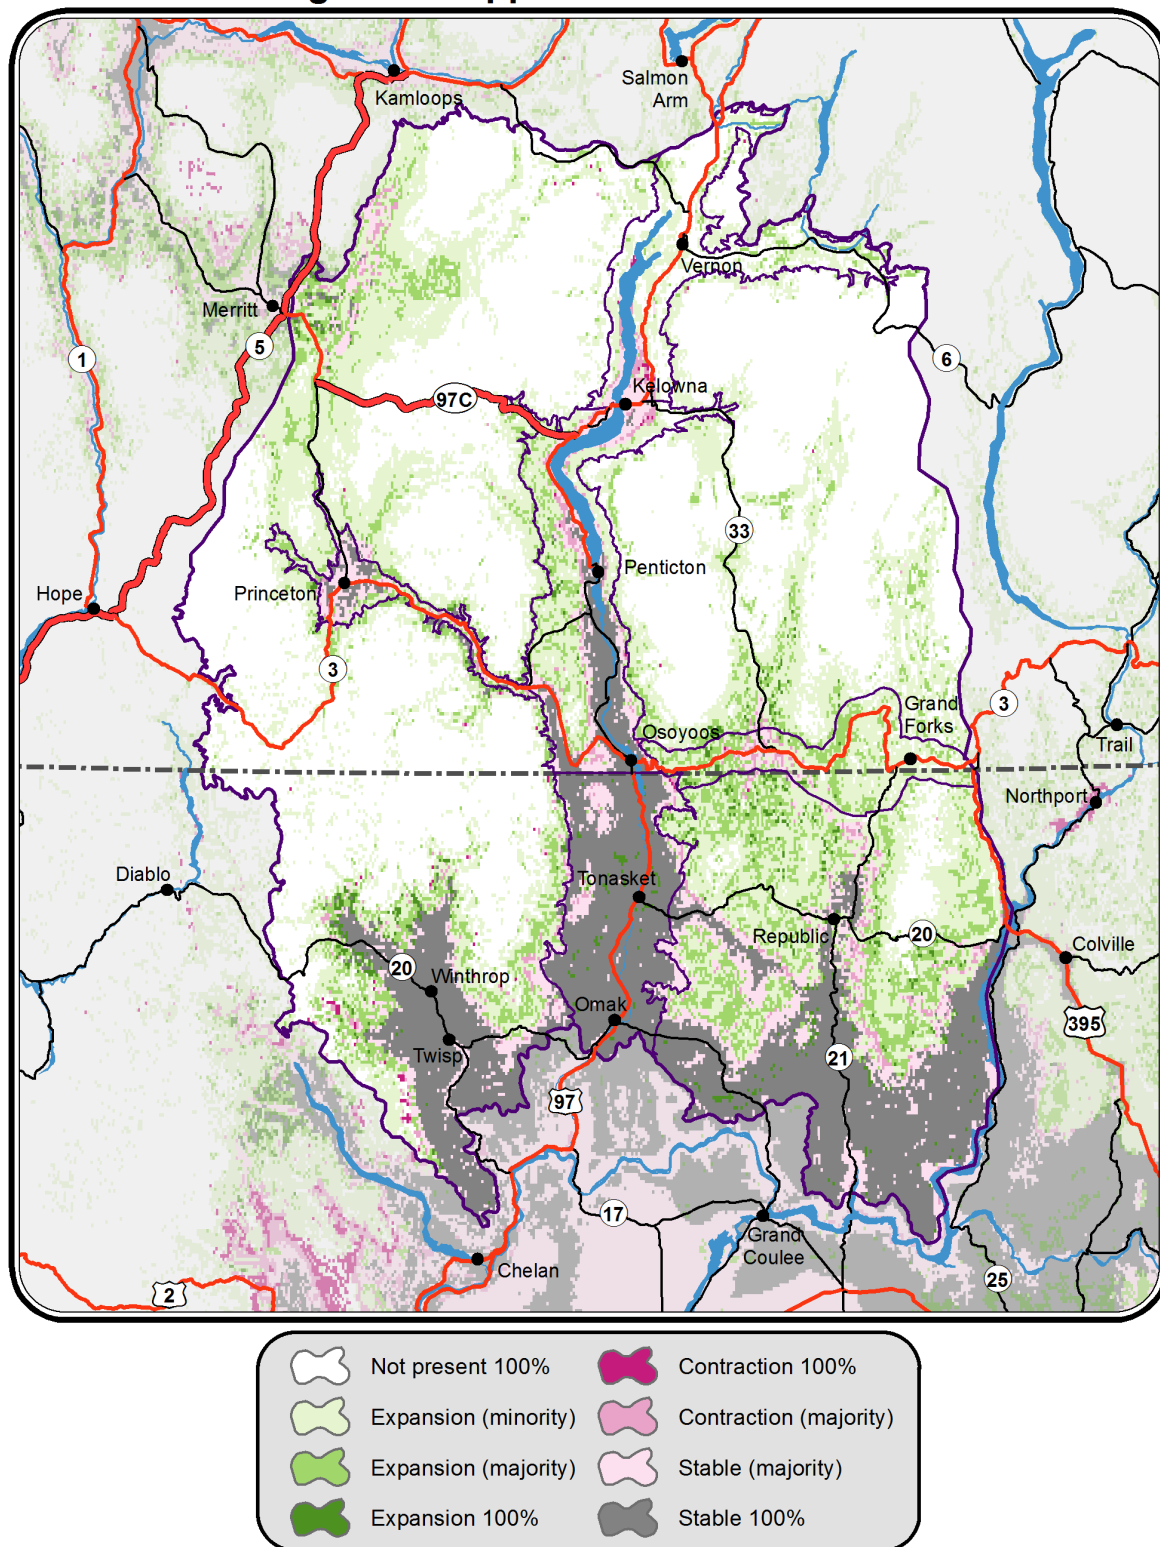 Kamloops
Salmon
Arm
Vernon
Merritt
5
1
6
97C
Kelowna
33
Penticton
Princeton
Hope
3
Grand
Forks
3
Osoyoos
Trail
Northport
Diablo
Tonasket
Republic
20
Colville
20
Winthrop
Omak
395
Twisp
21
97
17
Grand
Coulee
Chelan
25
2
Not present 100%
Contraction 100%
Expansion (minority)
Contraction (majority)
Expansion (majority)
Stable (majority)
Expansion 100%
Stable 100%